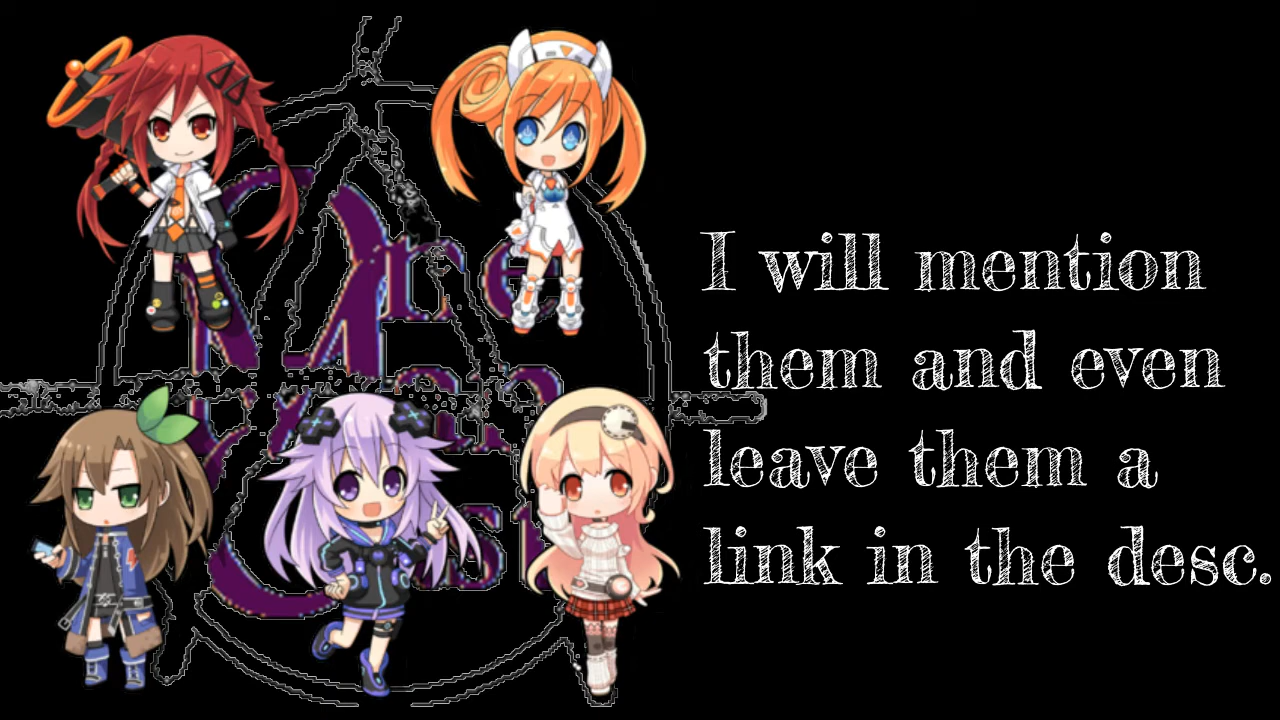 I will mention
them and even
leave them a
link in the desc.